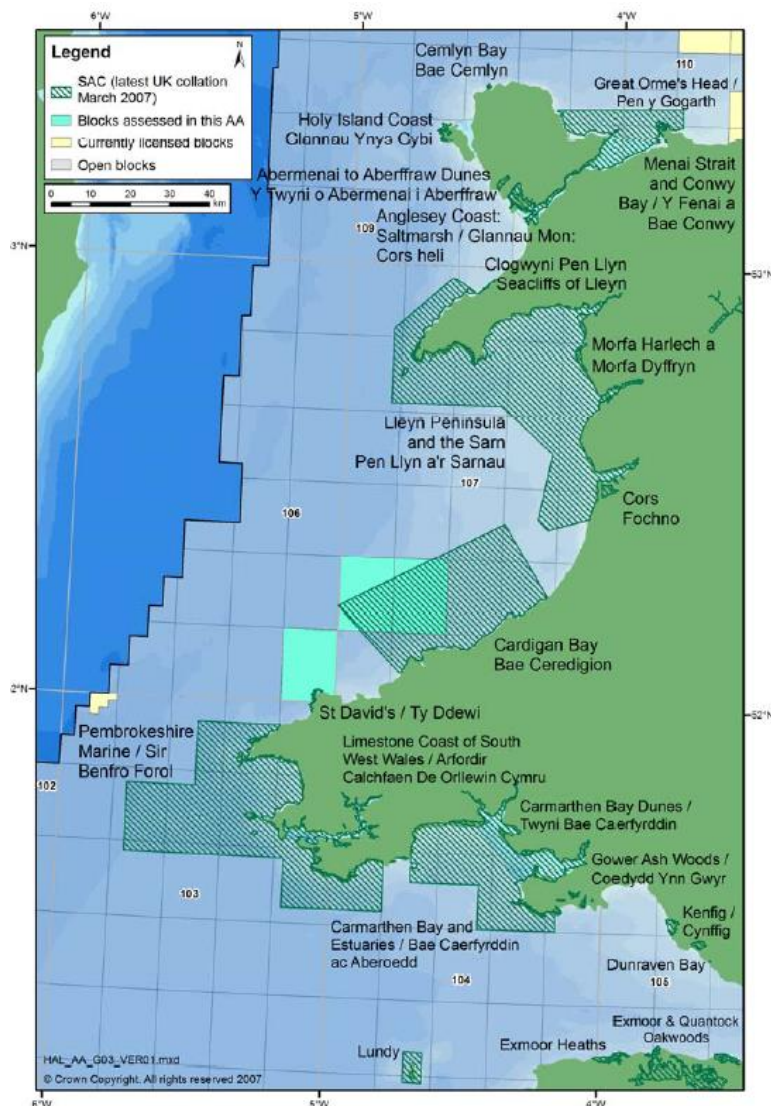 6°W
5°W
4°W
Legend
N
SAC (latest UK collation
March 2007)
Blocks assessed in this AA
Currently licensed blocks
Open blocks
0 10 20 30 40
km
110
Cemlyn Bay
Bae Cemlyn
Great Orme's Head /
Pen y Gogarth
Holy Island Coast
Glannau Ynys Gybi
Abermenai to Aberffraw Dunes
Y Twyni o Abermenai i Aberffraw
Menai Strait
and Conwy
Bay / Y Fenai a
Bae Conwy
109
Anglesey Coast:
Saltmarsh / Glannau Mon:
Cors heli
3°N
53°N
Clogwyni Pen Llyn
Seacliffs of Lleyn
Morfa Harlech a
Morfa Dyffryn
Lleyn Peninsula
and the Sarn
Pen Llyn a'r Sarnau
107
Cors
Fochno
106
Cardigan Bay
Bae Ceredigion
2°N
52°N
St David's / Ty Ddewi
Pembrokeshire
Marine / Sir
Benfro Forol
Limestone Coast of South
West Wales / Arfordir
Calchfaen De Orllewin Cymru
102
Carmarthen Bay Dunes /
Twyni Bae Caerfyrddin
Gower Ash Woods /
Coedydd Ynn Gwyr
103
Kenfig /
Cynffig
Carmarthen Bay and
Estuaries / Bae Caerfyrddin
ac Aberoedd
Dunraven Bay
104
105
Exmoor & Quantock
Oakwoods
Exmoor Heaths
Lundy
HAL_AA_G03_VER01.mxd
© Crown Copyright. All rights reserved 2007
6°W
5°W
4°W